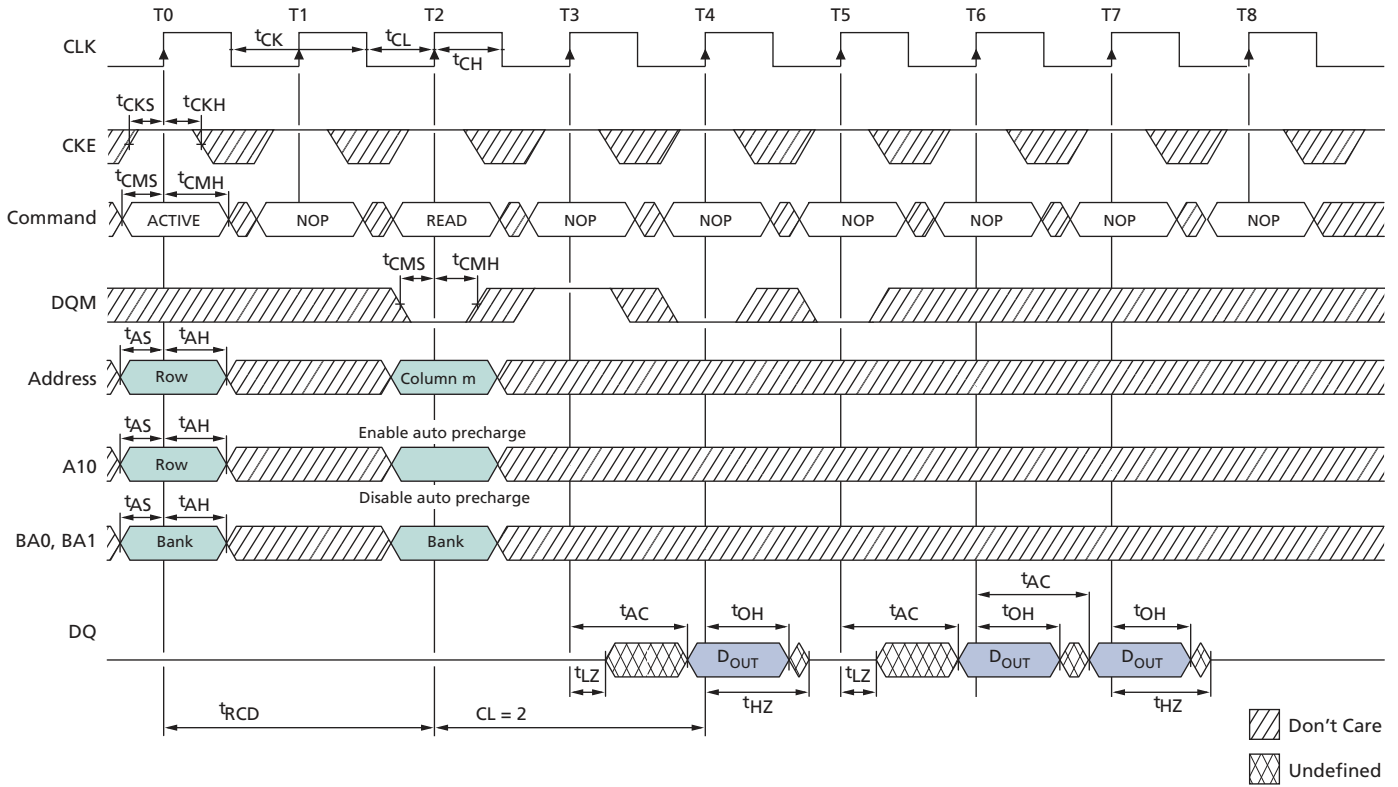 T0 T1 T2 T3 T4 T5 T6 T7 T8
CLK
tCK tCL
tCH
tCKS tCKH
CKE
tCMS tCMH
Command ACTIVE NOP READ NOP NOP NOP NOP NOP NOP
tCMS tCMH
DQM
tAS tAH
Address Row Column m
tAS tAH Enable auto precharge
A10 Row
tAS tAH Disable auto precharge
BA0, BA1 Bank Bank
tAC
tAC tOH tAC tOH tOH
DQ
DOUT DOUT DOUT
tLZ tLZ
tHZ tHZ
tRCD CL = 2
Don't Care
Undefined